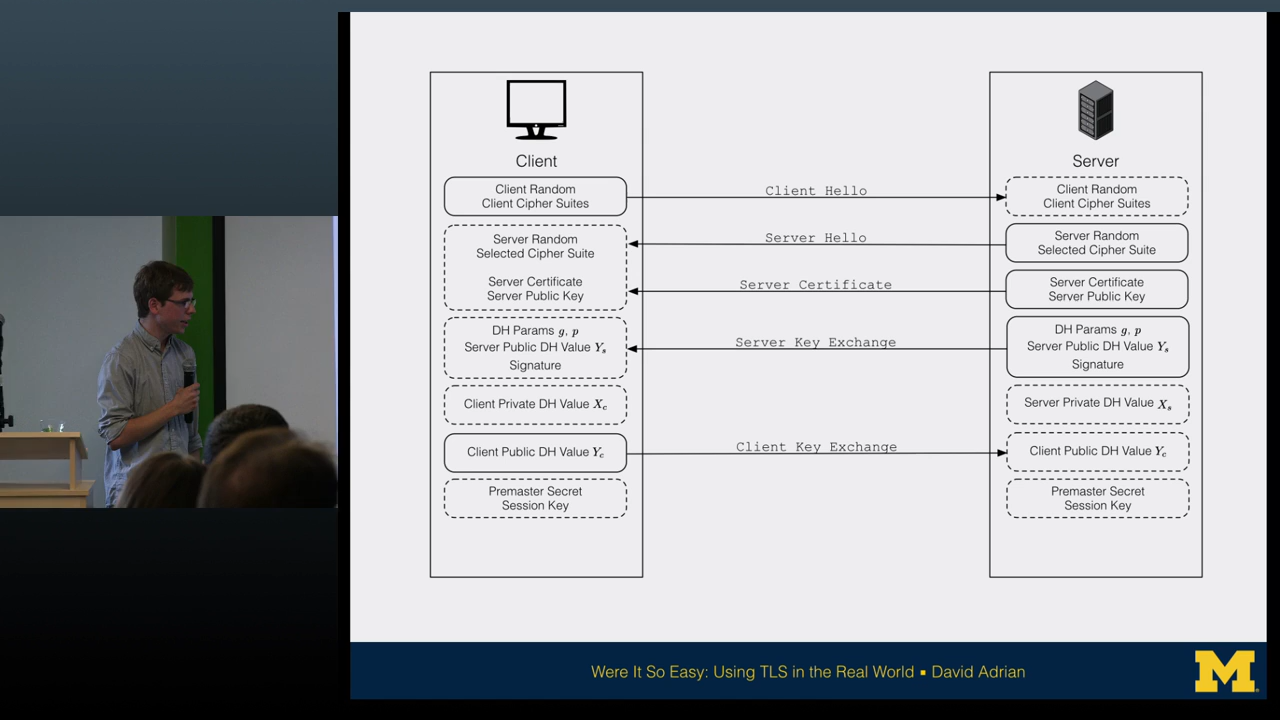 Client
Client Random
Client Cipher Suites
Server Random
Selected Cipher Suite
Server Certificate
Server Public Key
DH Params g, p
Server Public DH Value Yₛ
Signature
Client Private DH Value X꜀
Client Public DH Value Y꜀
Premaster Secret
Session Key
Client Hello
Server Hello
Server Certificate
Server Key Exchange
Client Key Exchange
Server
Client Random
Client Cipher Suites
Server Random
Selected Cipher Suite
Server Certificate
Server Public Key
DH Params g, p
Server Public DH Value Yₛ
Signature
Server Private DH Value Xₛ
Client Public DH Value Y꜀
Premaster Secret
Session Key
Were It So Easy: Using TLS in the Real World ▪ David Adrian
M